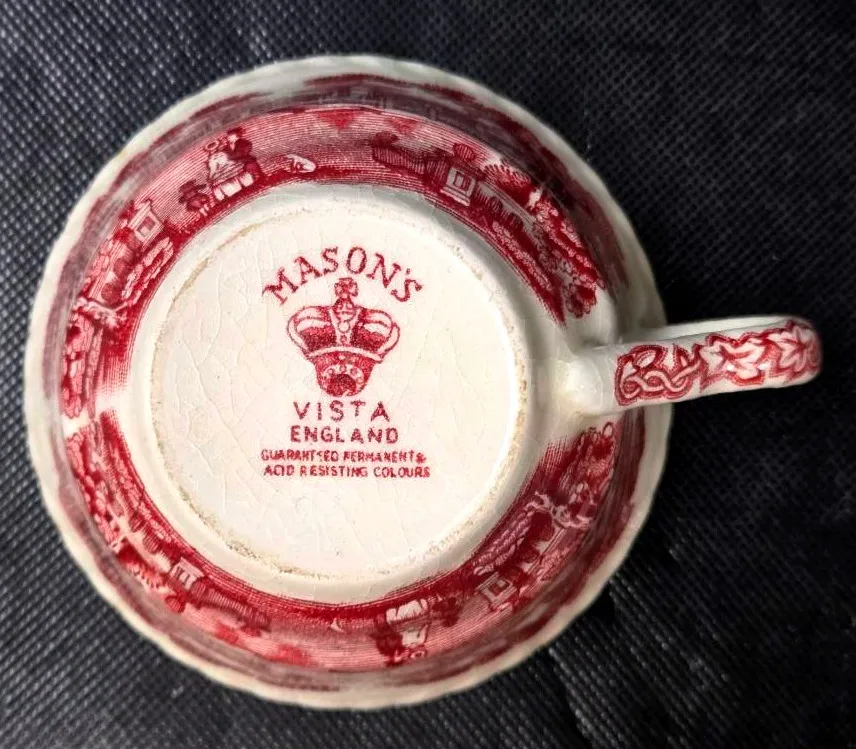 MASON'S
VISTA
ENGLAND
GUARANTEED PERMANENT &
ACID RESISTING COLOURS